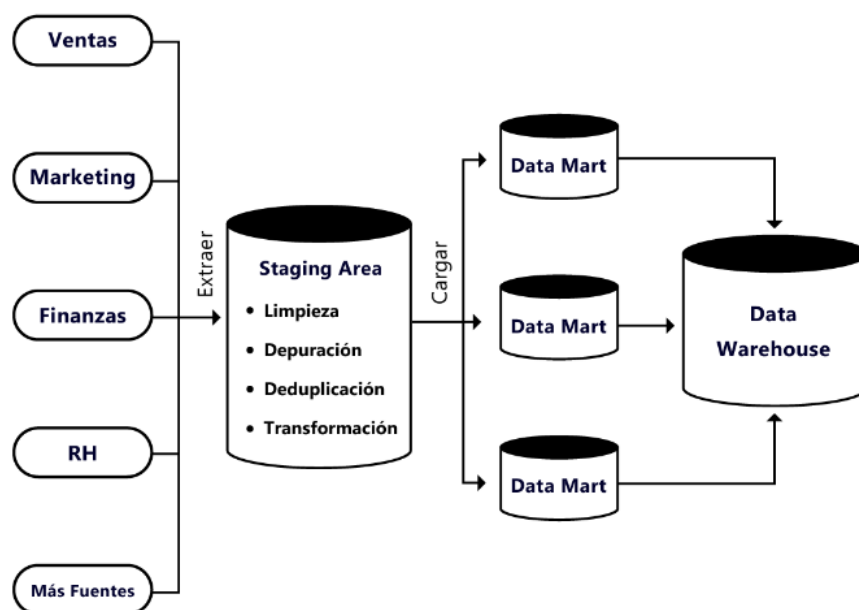 Ventas
Marketing
Finanzas
RH
Más Fuentes
Extraer
Staging Area
• Limpieza
• Depuración
• Deduplicación
• Transformación
Cargar
Data Mart
Data Mart
Data Mart
Data
Warehouse